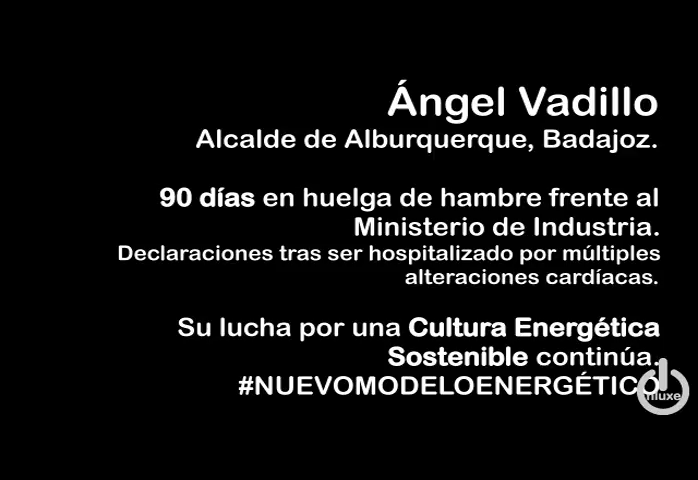 Ángel Vadillo
Alcalde de Alburquerque, Badajoz.
90 días en huelga de hambre frente al
Ministerio de Industria.
Declaraciones tras ser hospitalizado por múltiples
alteraciones cardíacas.
Su lucha por una Cultura Energética
Sostenible continúa.
#NUEVOMODELOENERGÉTICO
nluxe